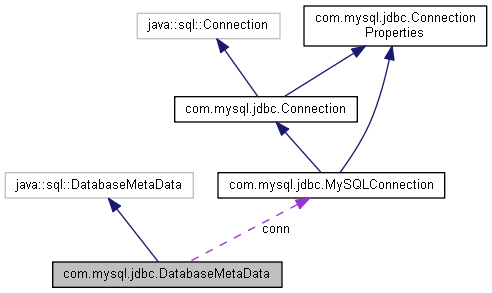 java::sql::Connection
com.mysql.jdbc.Connection
Properties
com.mysql.jdbc.Connection
java::sql::DatabaseMetaData
com.mysql.jdbc.MySQLConnection
conn
com.mysql.jdbc.DatabaseMetaData